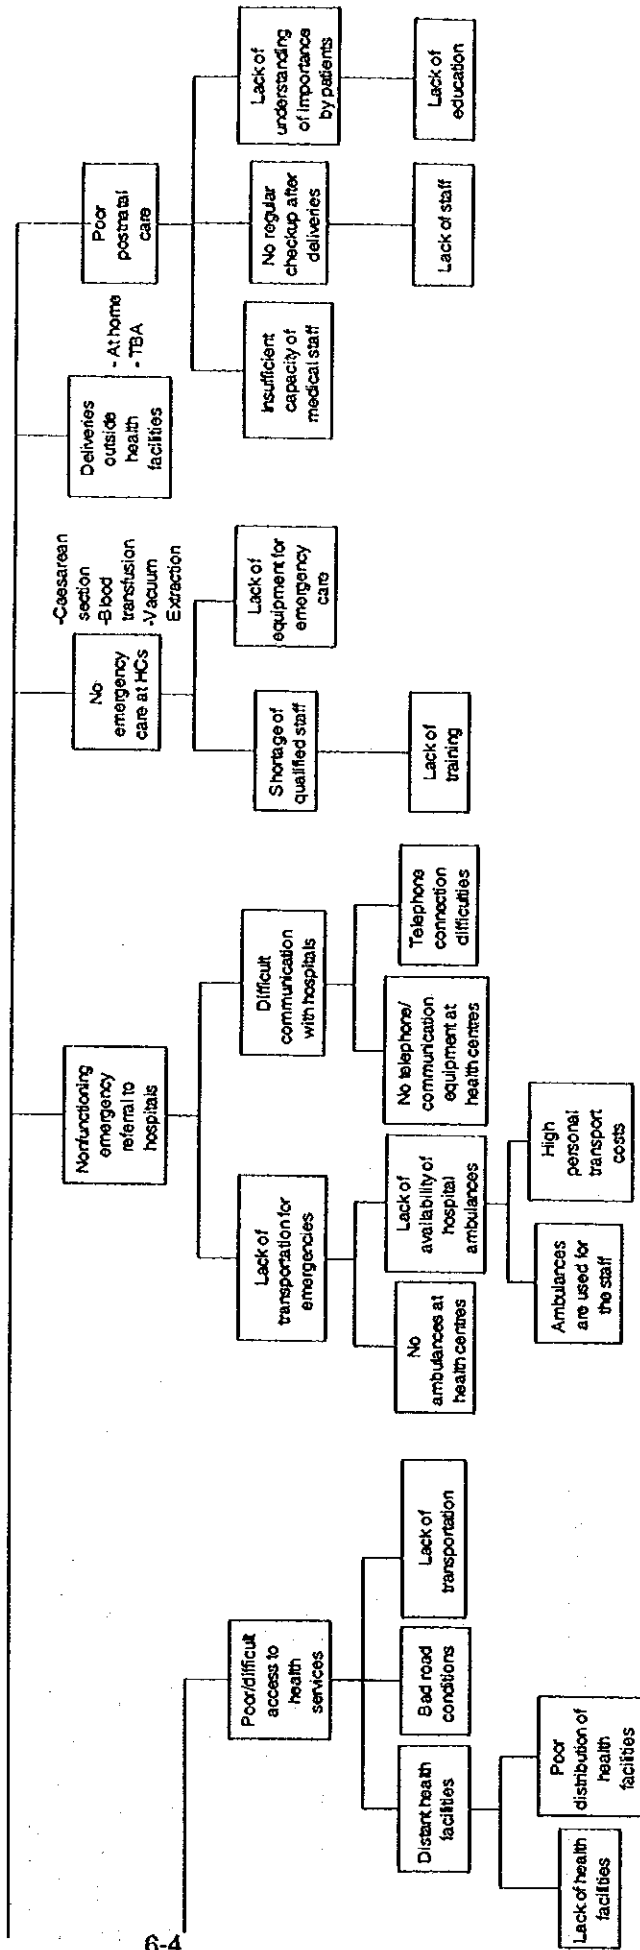 Nonfunctioning
emergency
referral to
hospitals
No
emergency
care at HCs
-Caesarean
section
-Blood
transfusion
-Vacuum
Extraction
Deliveries
outside
health
facilities
- At home
- TBA
Poor
postnatal
care
Poor/difficult
access to
health
services
Lack of
transportation for
emergencies
Difficult
communication
with hospitals
Shortage of
qualified staff
Lack of
equipment for
emergency
care
Insufficient
capacity of
medical staff
No regular
checkup after
deliveries
Lack of
understanding
of importance
by patients
Distant health
facilities
Bad road
conditions
Lack of
transportation
No
ambulances at
health centres
Lack of
availability of
hospital
ambulances
No telephone/
communication
equipment at
health centres
Telephone
connection
difficulties
Lack of
training
Lack of staff
Lack of
education
Lack of health
facilities
Poor
distribution of
health
facilities
Ambulances
are used for
the staff
High
personal
transport
costs
6-4